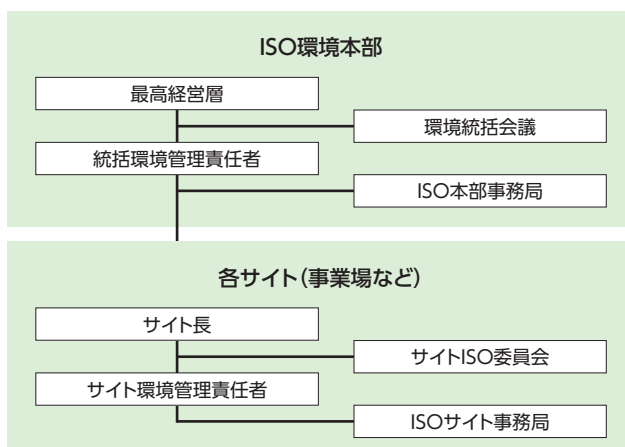 ISO環境本部
最高経営層
環境統括会議
統括環境管理責任者
ISO本部事務局
各サイト（事業場など）
サイト長
サイトISO委員会
サイト環境管理責任者
ISOサイト事務局